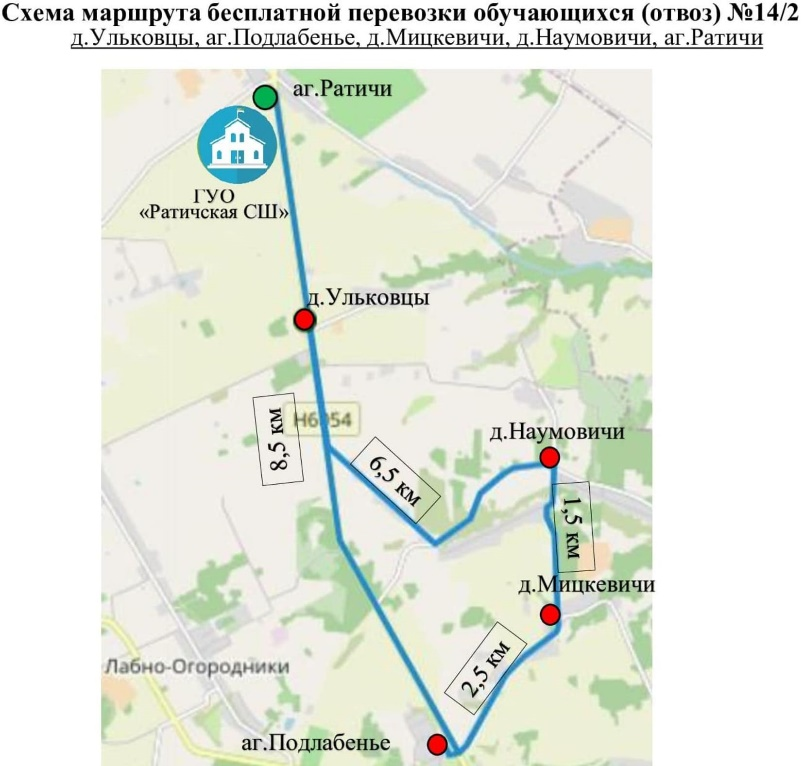 Схема маршрута бесплатной перевозки обучающихся (отвоз) №14/2
д.Ульковцы, аг.Подлабенье, д.Мицкевичи, д.Наумовичи, аг.Ратичи
аг.Ратичи
ГУО
«Ратичская СШ»
д.Ульковцы
8,5 км
6,5 км
д.Наумовичи
1,5 км
д.Мицкевичи
2,5 км
Лабно-Огородники
аг.Подлабенье